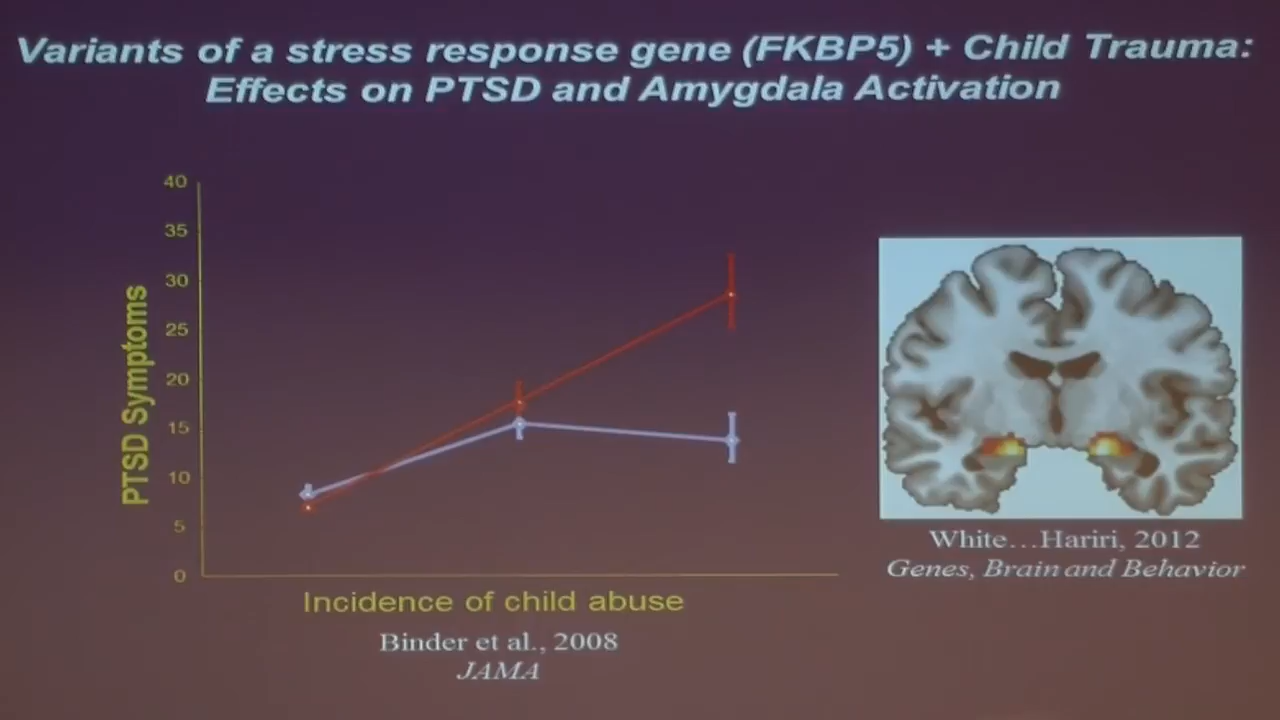 Variants of a stress response gene (FKBP5) + Child Trauma:
Effects on PTSD and Amygdala Activation
40
35
30
25
20
15
10
5
0
PTSD Symptoms
Incidence of child abuse
Binder et al., 2008
JAMA
White…Hariri, 2012
Genes, Brain and Behavior